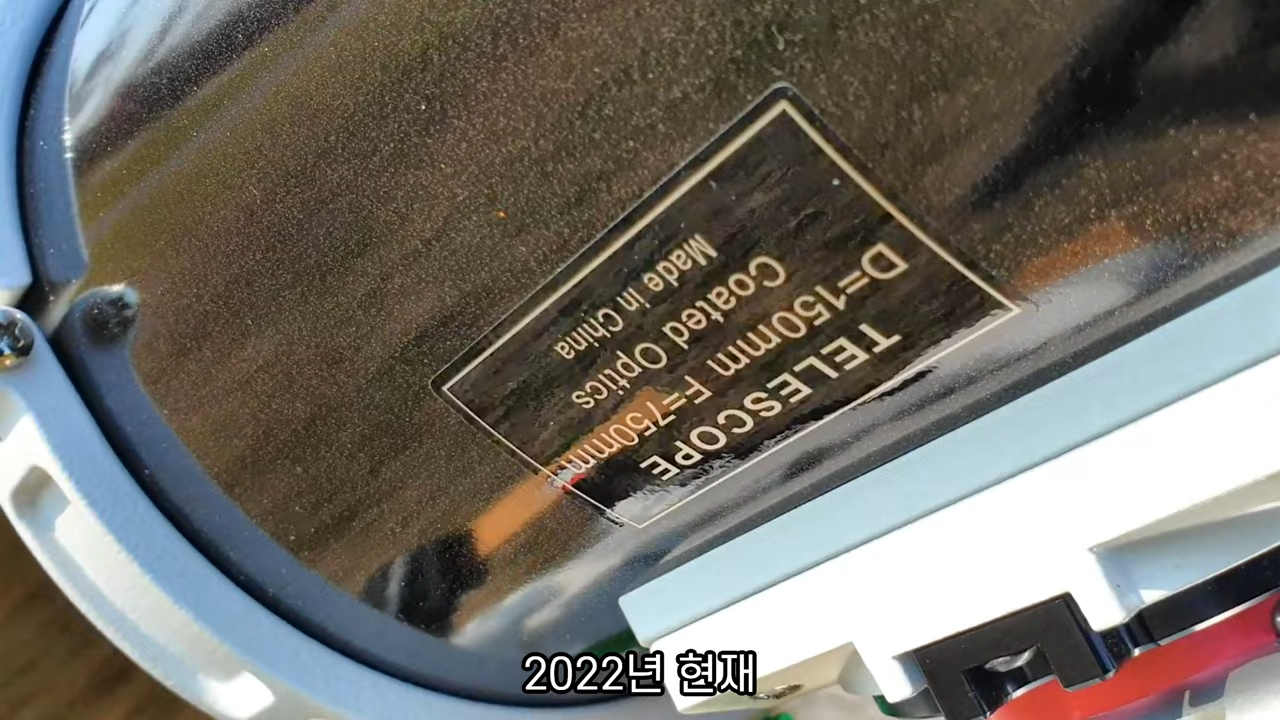 TELESCOPE
D=150mm F=750mm
Coated Optics
Made in China
2022년 현재